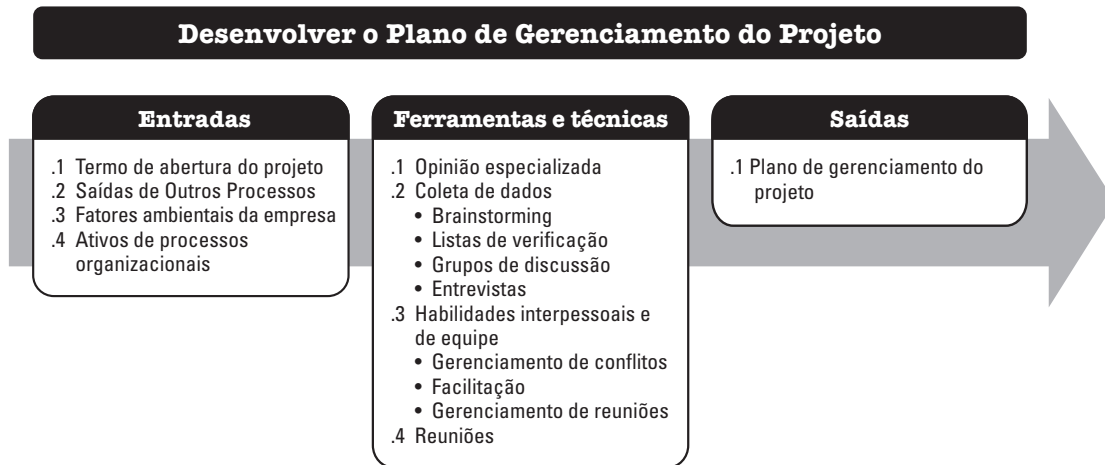 Desenvolver o Plano de Gerenciamento do Projeto
Entradas
.1 Termo de abertura do projeto
.2 Saídas de Outros Processos
.3 Fatores ambientais da empresa
.4 Ativos de processos
organizacionais
Ferramentas e técnicas
.1 Opinião especializada
.2 Coleta de dados
• Brainstorming
• Listas de verificação
• Grupos de discussão
• Entrevistas
.3 Habilidades interpessoais e
de equipe
• Gerenciamento de conflitos
• Facilitação
• Gerenciamento de reuniões
.4 Reuniões
Saídas
.1 Plano de gerenciamento do
projeto